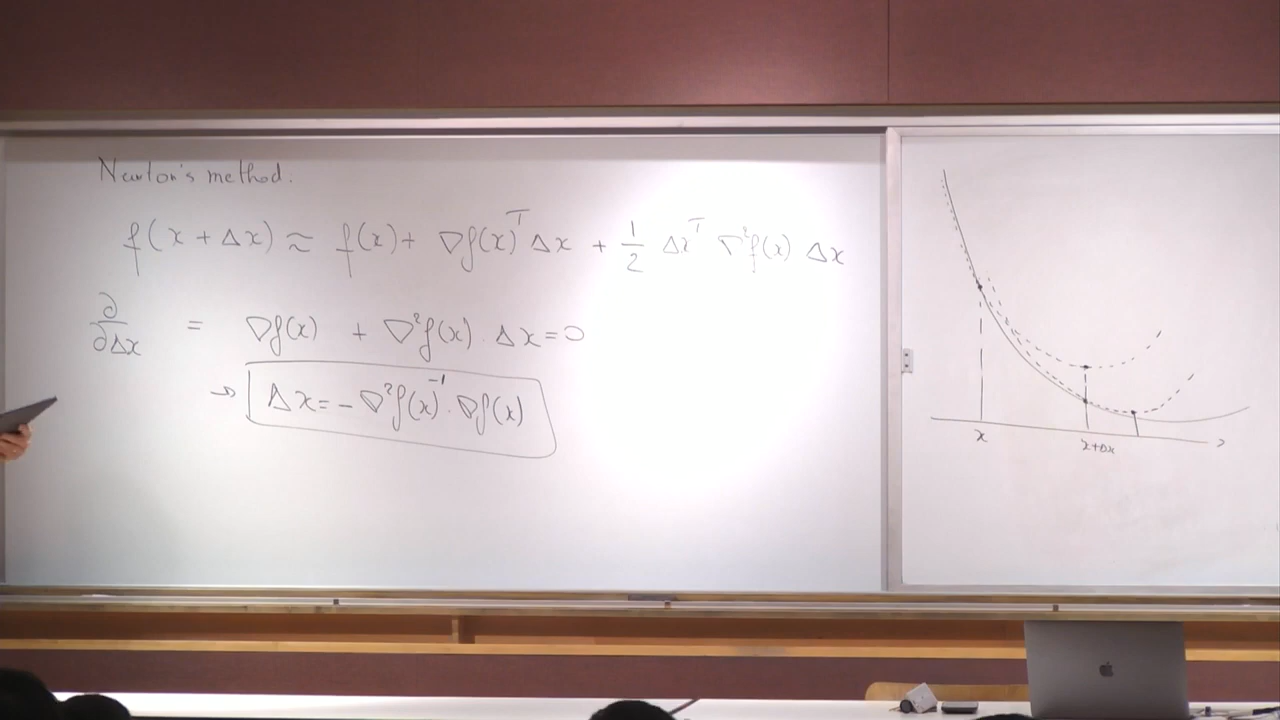 Newton's method.
f(x + Δx) ≈ f(x) + ∇f(x)ᵀ Δx + 1/2 Δxᵀ ∇²f(x) Δx
∂/∂Δx = ∇f(x) + ∇²f(x) · Δx = 0
→ Δx = - ∇²f(x)⁻¹ · ∇f(x)
x
x+Δx